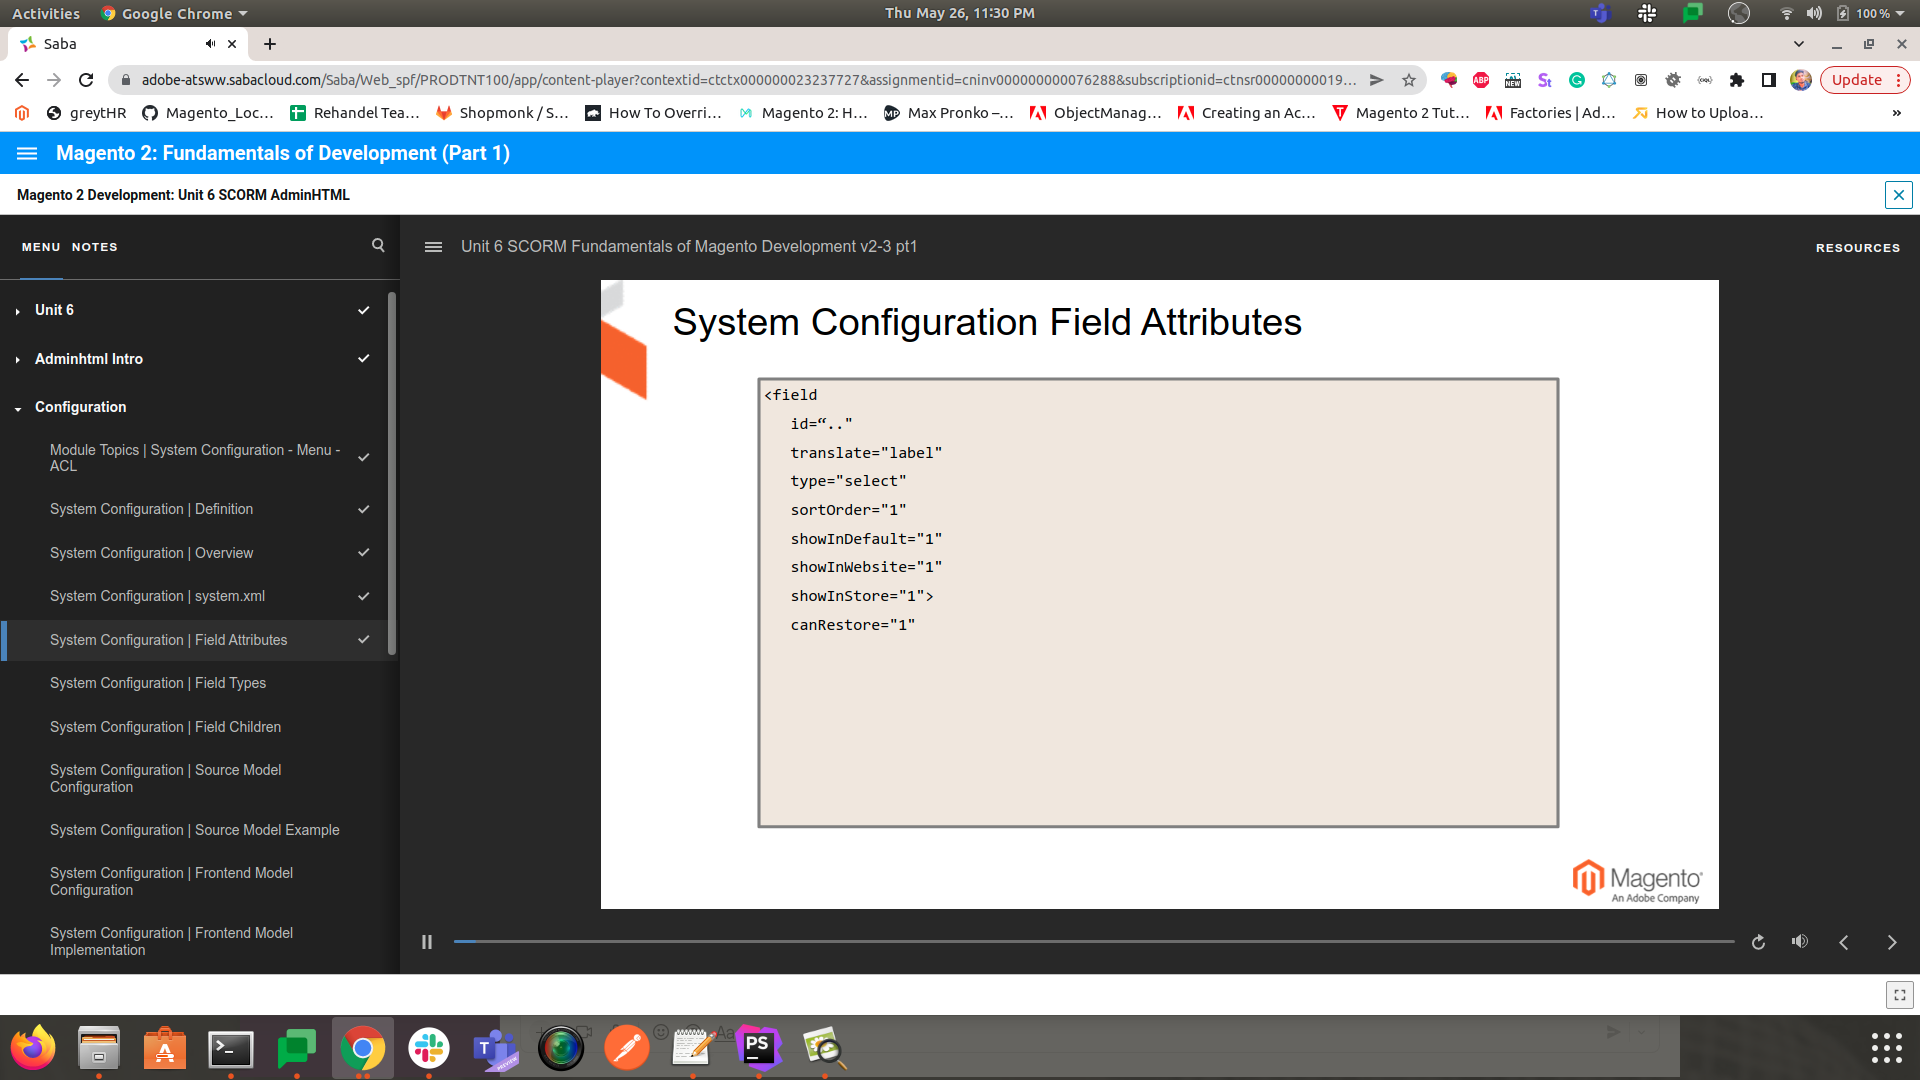 Activities Google Chrome Thu May 26, 11:30 PM 100 %
Saba
adobe-atsww.sabacloud.com/Saba/Web_spf/PRODTNT100/app/content-player?contextid=ctctx000000023237727&assignmentid=cninv000000000076288&subscriptionid=ctnsr00000000019... Update
greytHR Magento_Loc... Rehandel Tea... Shopmonk / S... How To Overri... Magento 2: H... Max Pronko –... ObjectManag... Creating an Ac... Magento 2 Tut... Factories | Ad... How to Uploa... »
Magento 2: Fundamentals of Development (Part 1)
Magento 2 Development: Unit 6 SCORM AdminHTML
MENU NOTES
Unit 6 SCORM Fundamentals of Magento Development v2-3 pt1
RESOURCES
Unit 6
Adminhtml Intro
Configuration
Module Topics | System Configuration - Menu -
ACL
System Configuration | Definition
System Configuration | Overview
System Configuration | system.xml
System Configuration | Field Attributes
System Configuration | Field Types
System Configuration | Field Children
System Configuration | Source Model
Configuration
System Configuration | Source Model Example
System Configuration | Frontend Model
Configuration
System Configuration | Frontend Model
Implementation
System Configuration Field Attributes
<field
id=“.."
translate="label"
type="select"
sortOrder="1"
showInDefault="1"
showInWebsite="1"
showInStore="1">
canRestore="1"
Magento
An Adobe Company